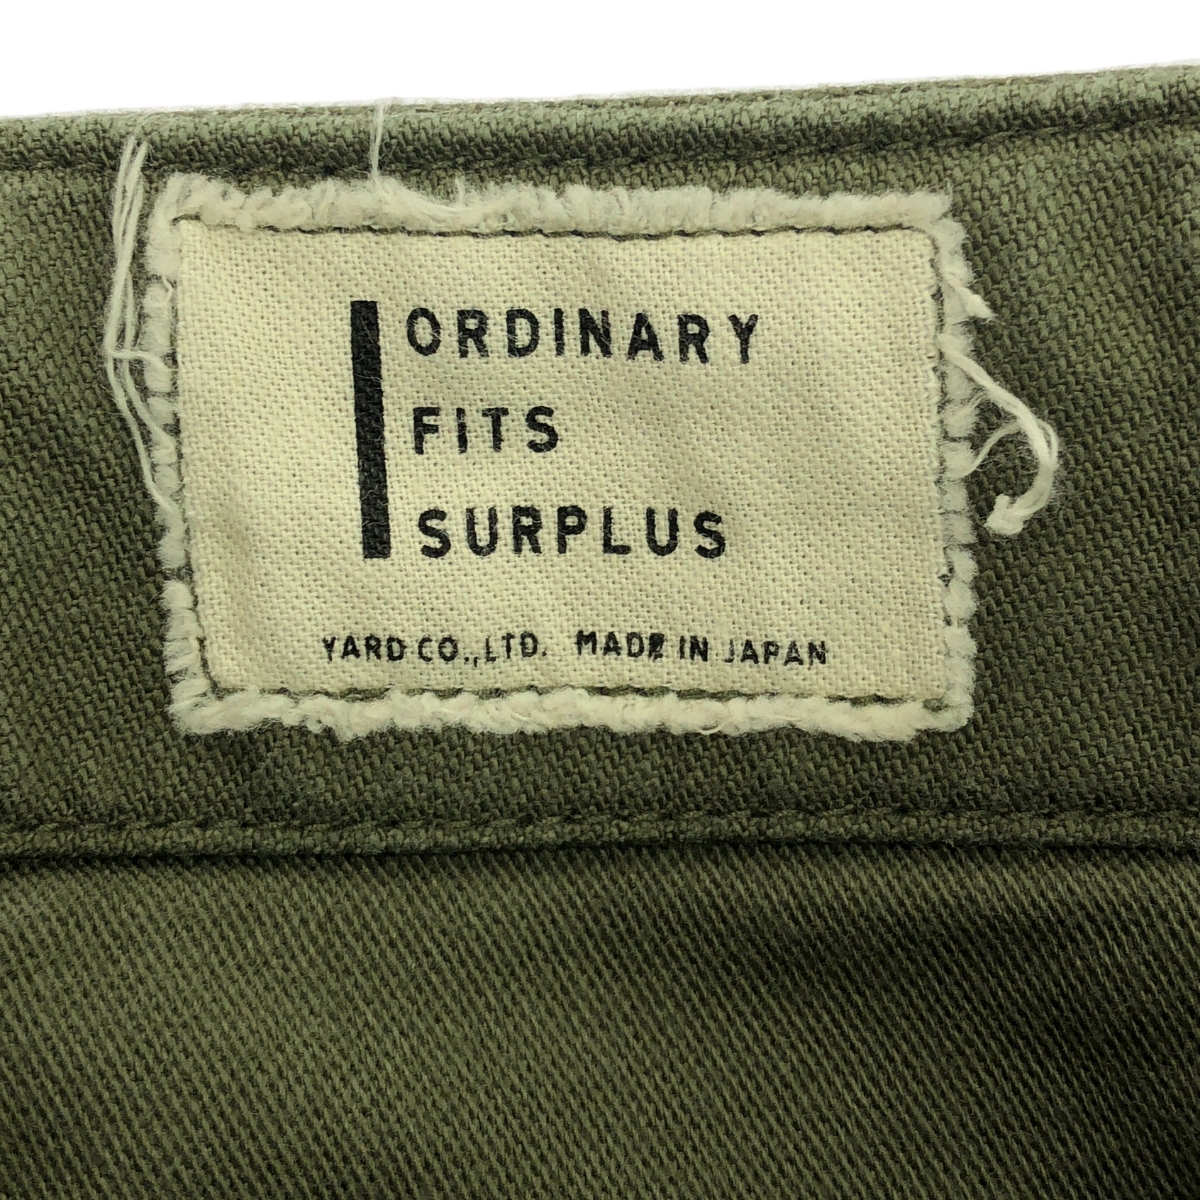 ORDINARY
FITS
SURPLUS
YARD CO.,LTD. MADE IN JAPAN